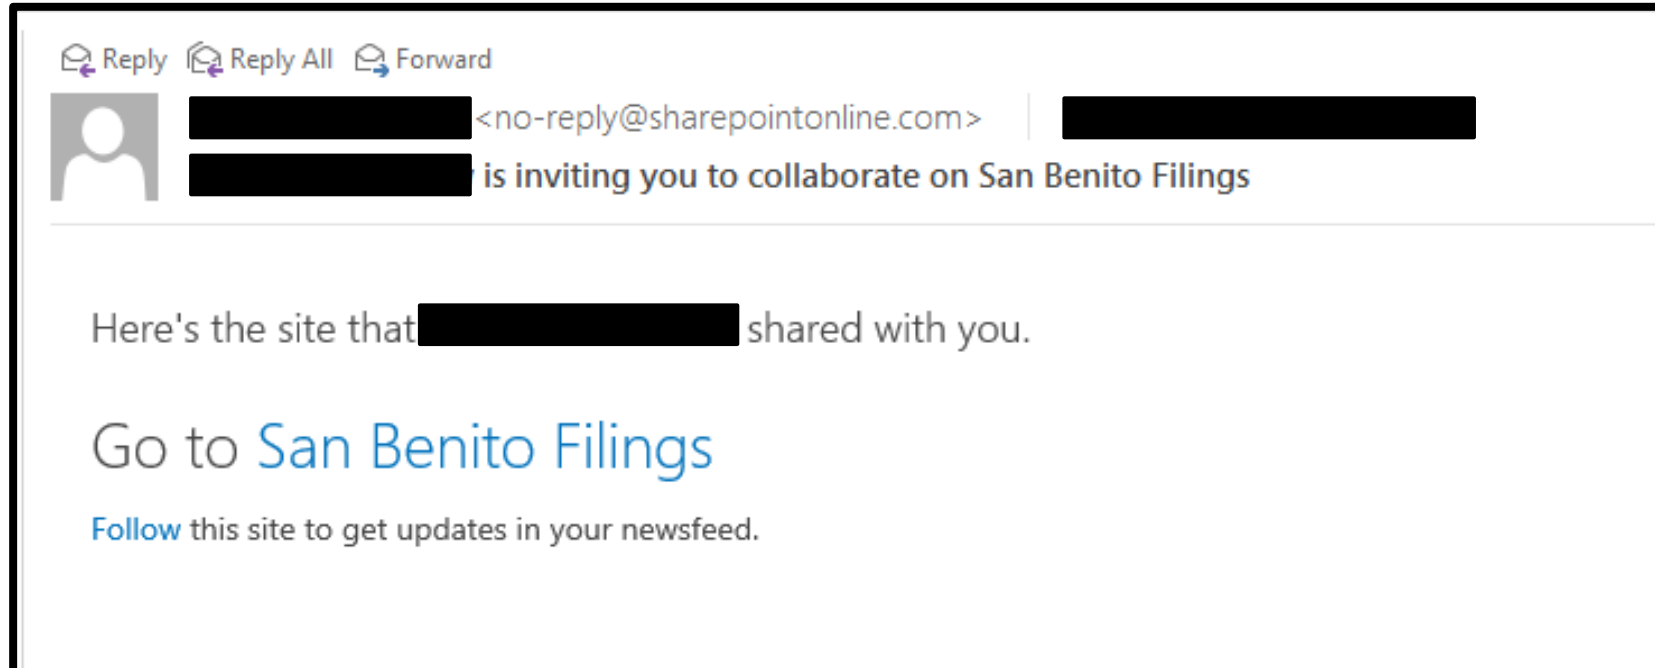 Reply Reply All Forward
<no-reply@sharepointonline.com>
is inviting you to collaborate on San Benito Filings
Here's the site that shared with you.
Go to San Benito Filings
Follow this site to get updates in your newsfeed.